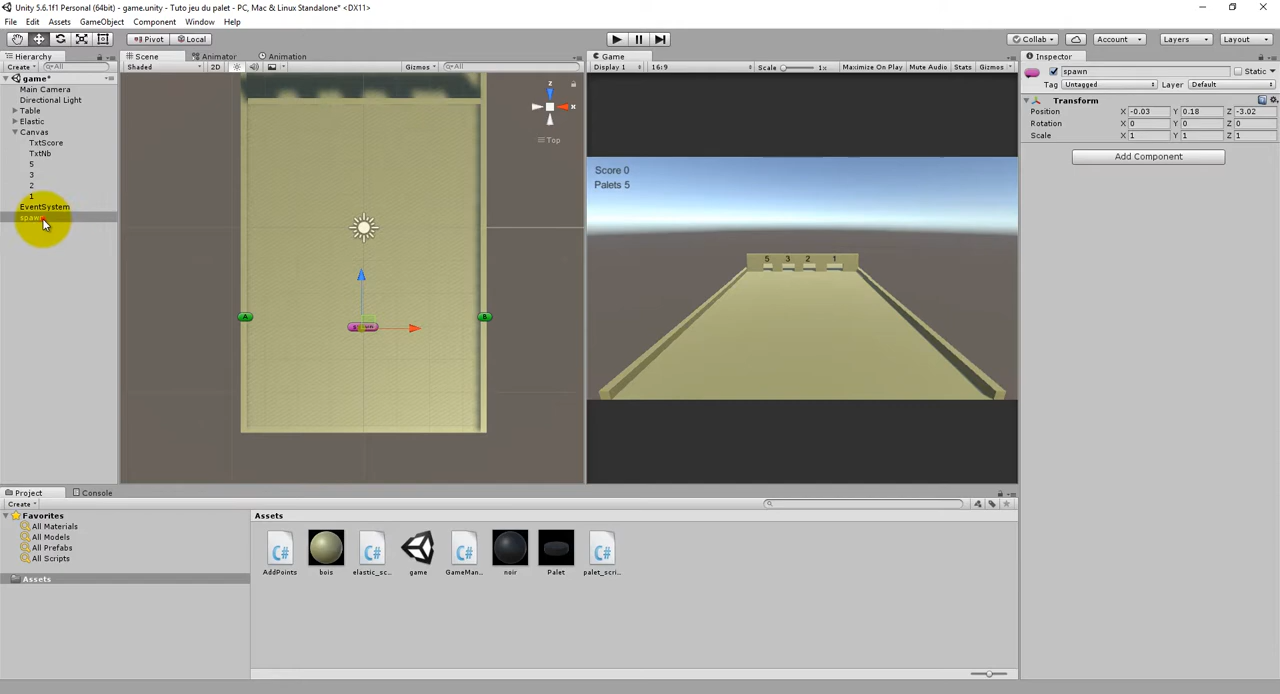 Unity 5.6.1f1 Personal (64bit) - game.unity - Tuto jeu du palet - PC, Mac & Linux Standalone* <DX11>
File Edit Assets GameObject Component Window Help
Pivot Local Collab Account Layers Layout
Hierarchy Scene Animator Animation Game Inspector
Create All Shaded 2D Gizmos All Display 1 16:9 Scale 1x Maximize On Play Mute Audio Stats Gizmos spawn Static
game*
Tag Untagged Layer Default
Main Camera
Directional Light
Transform
Table
Position X -0.03 Y 0.18 Z -3.02
Elastic
Rotation X 0 Y 0 Z 0
Canvas
Scale X 1 Y 1 Z 1
TxtScore
TxtNb
Add Component
5
3
2
1
EventSystem
spawn
z
x
Top
A
B
Score 0
Palets 5
5 3 2 1
Project Console
Create
Favorites
All Materials
All Models
All Prefabs
All Scripts
Assets
Assets
C# C# C# C#
AddPoints bois elastic_sc... game GameMan... noir Palet palet_scri...